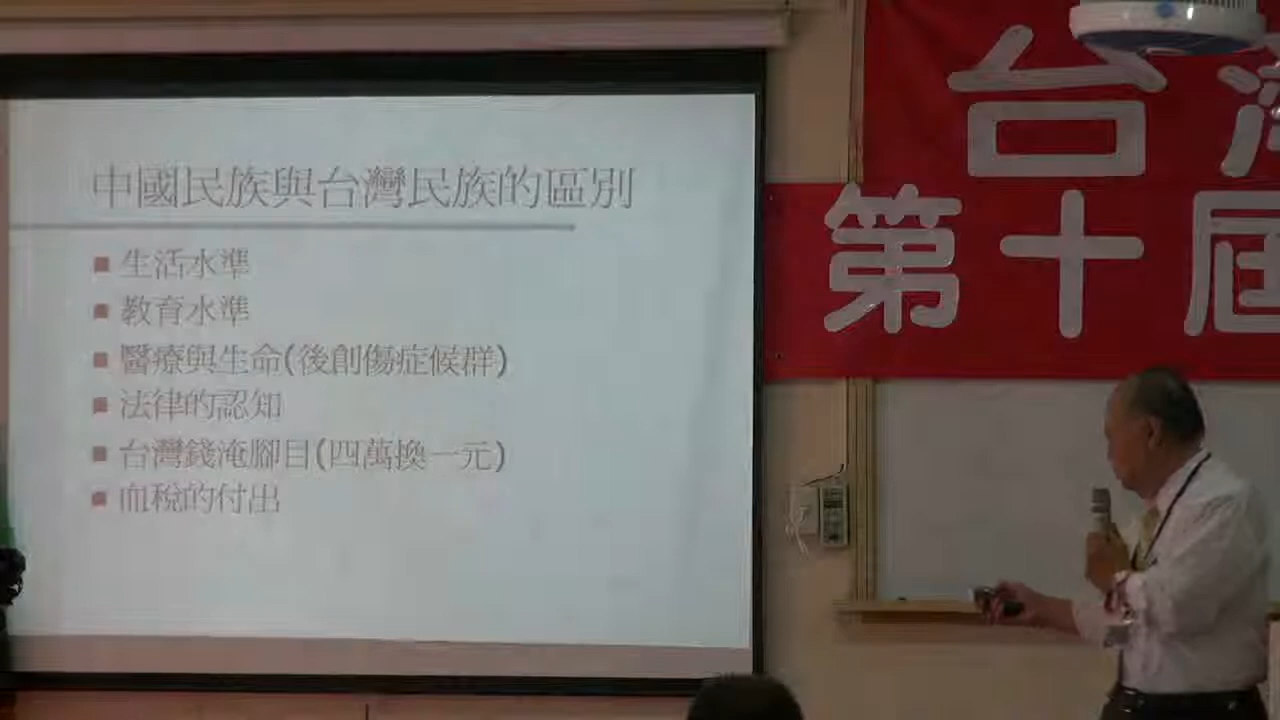 中國民族與台灣民族的區別
生活水準
教育水準
醫療與生命(後創傷症候群)
法律的認知
台灣錢淹腳目(四萬換一元)
血稅的付出
台灣
第十屆